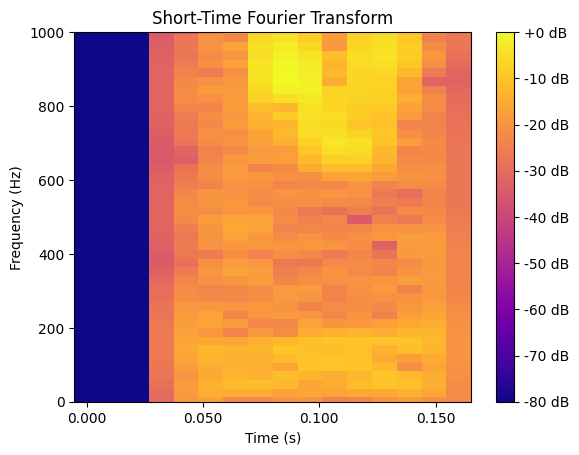 Short-Time Fourier Transform
Frequency (Hz)
1000
800
600
400
200
0
0.000
0.050
0.100
0.150
Time (s)
+0 dB
-10 dB
-20 dB
-30 dB
-40 dB
-50 dB
-60 dB
-70 dB
-80 dB